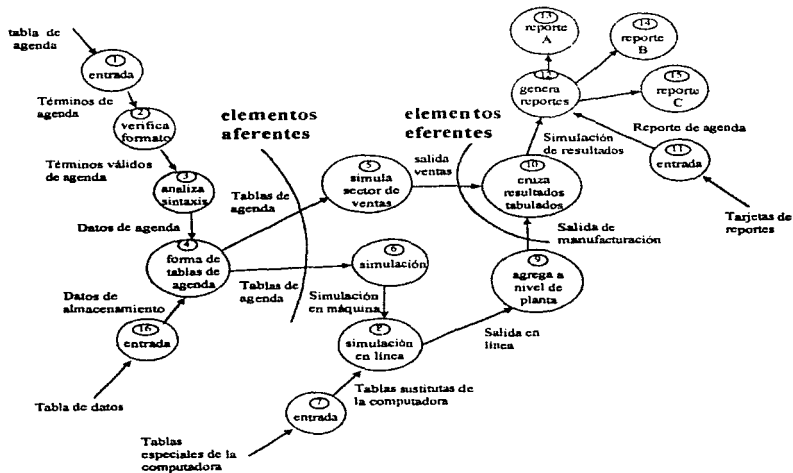 tabla de
agenda
1
entrada
Términos de
agenda
2
verifica
formato
Términos válidos
de agenda
3
analiza
sintaxis
Datos de agenda
4
forma de
tablas de
agenda
Datos de
almacenamiento
16
entrada
Tabla de datos
elementos
aferentes
Tablas de
agenda
Tablas de
agenda
5
simula
sector de
ventas
salida
ventas
6
simulación
Simulación
en máquina
8
simulación
en línea
Tablas sustitutas de
la computadora
7
entrada
Tablas
especiales de la
computadora
Salida en
línea
9
agrega a
nivel de
planta
Salida de
manufacturación
elementos
eferentes
10
cruza
resultados
tabulados
Simulación
de resultados
12
genera
reportes
13
reporte
A
14
reporte
B
15
reporte
C
Reporte de agenda
11
entrada
Tarjetas de
reportes